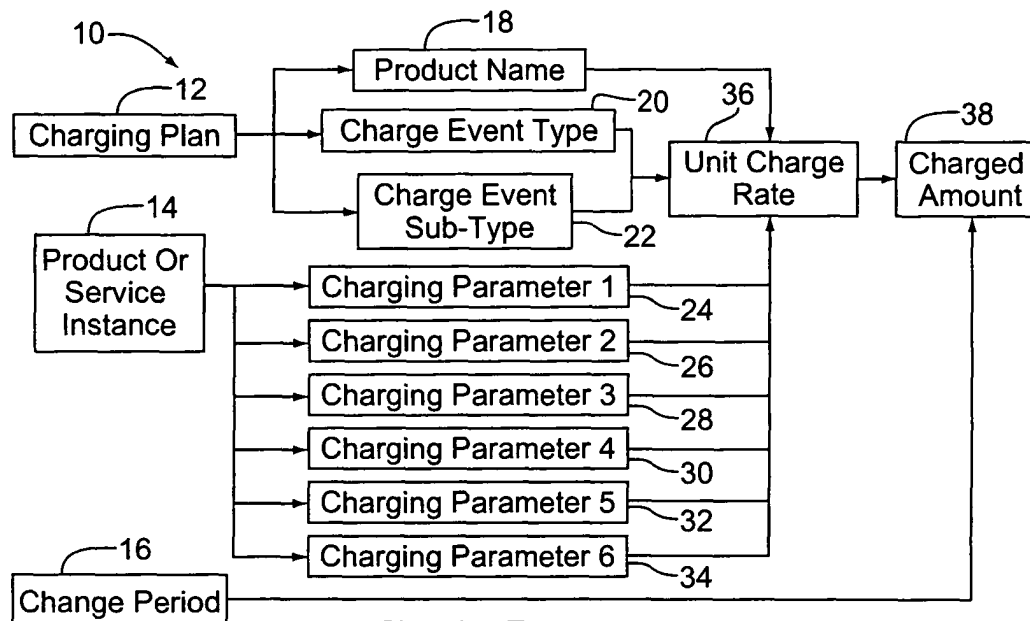 10
18
Product Name
12
Charging Plan
20
Charge Event Type
36
Unit Charge
Rate
38
Charged
Amount
Charge Event
Sub-Type
22
14
Product Or
Service
Instance
Charging Parameter 1
24
Charging Parameter 2
26
Charging Parameter 3
28
Charging Parameter 4
30
Charging Parameter 5
32
Charging Parameter 6
34
16
Change Period